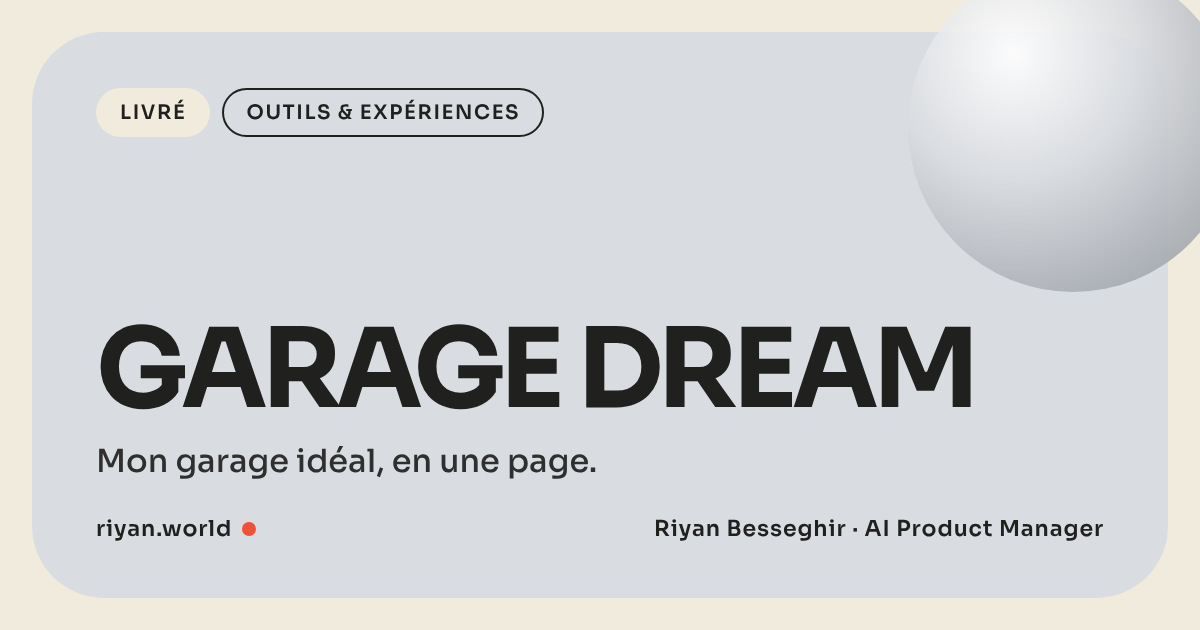 LIVRÉ
OUTILS & EXPÉRIENCES
GARAGE DREAM
Mon garage idéal, en une page.
riyan.world
Riyan Besseghir · AI Product Manager